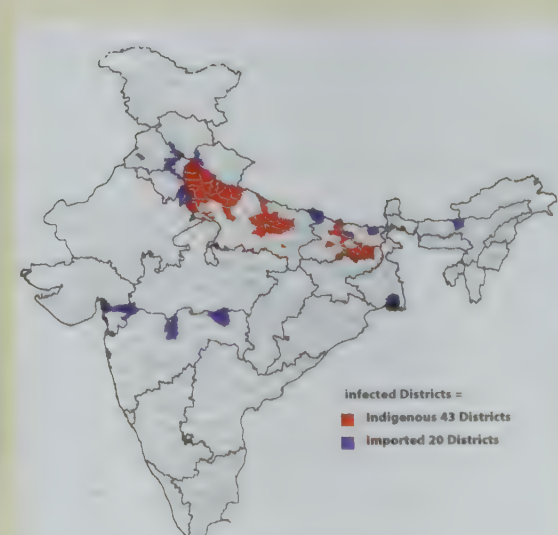 infected Districts =
Indigenous 43 Districts
Imported 20 Districts